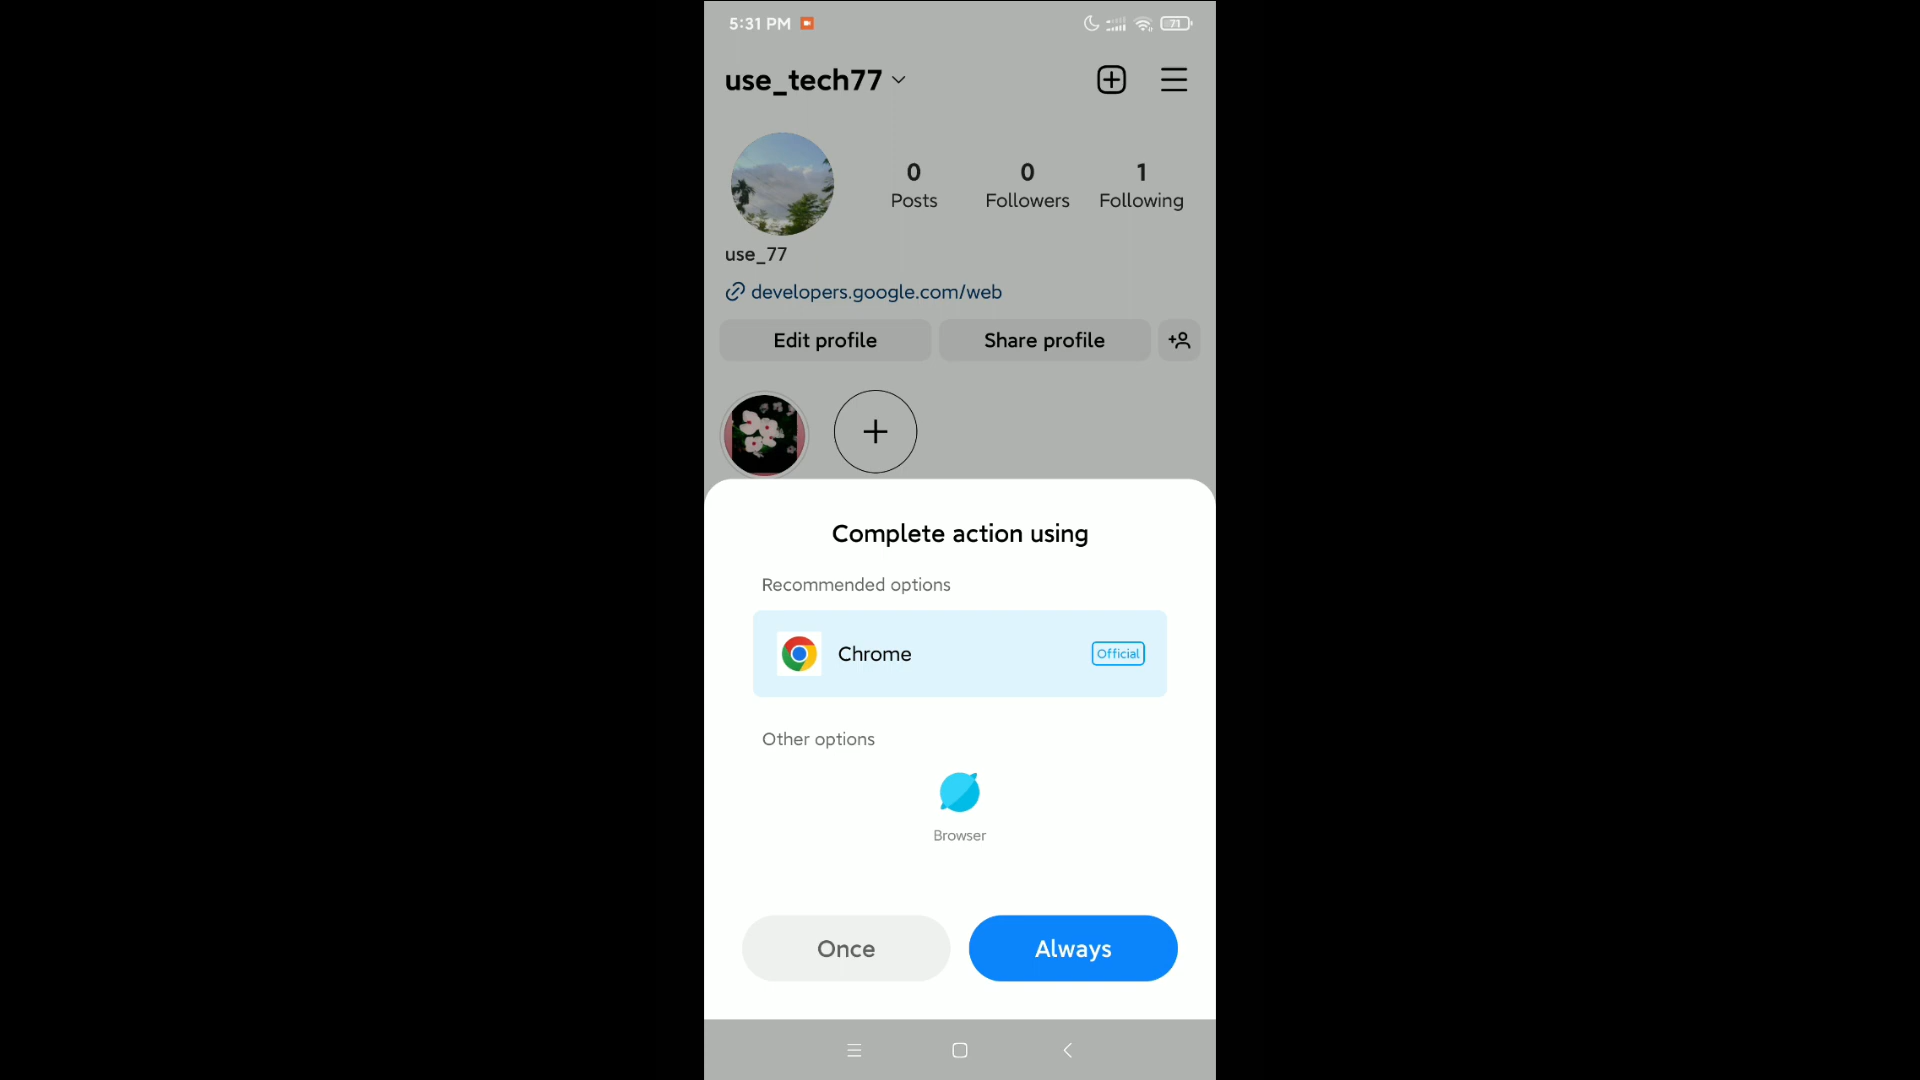 5:31 PM
71
use_tech77
0 0 1
Posts Followers Following
use_77
developers.google.com/web
Edit profile Share profile
Complete action using
Recommended options
Chrome Official
Other options
Browser
Once Always